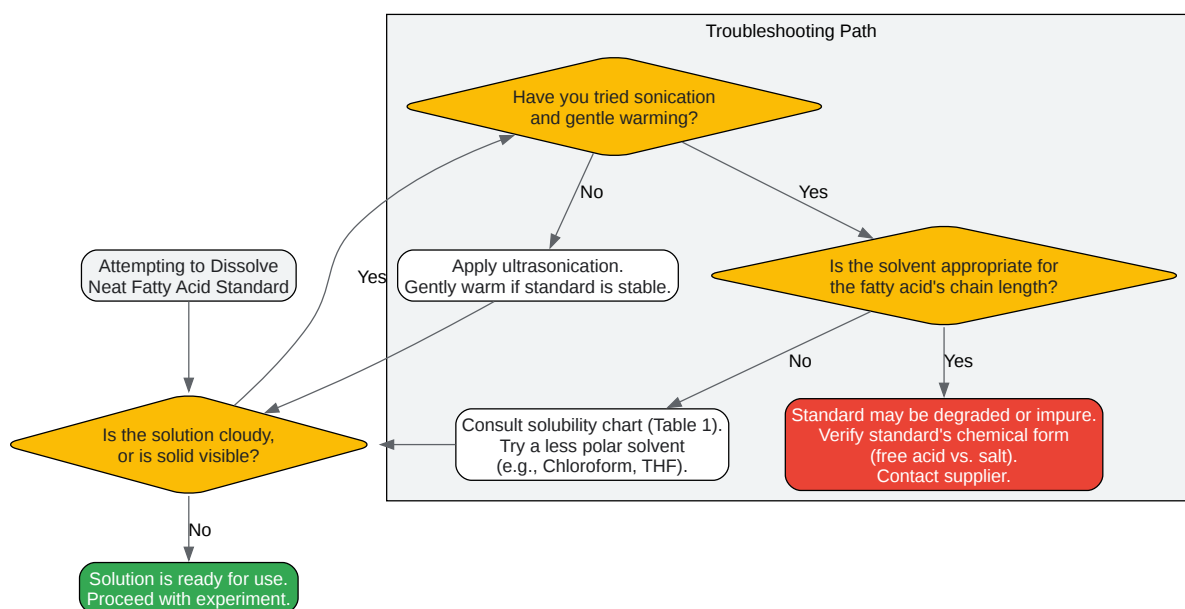 Troubleshooting Path
Have you tried sonication
and gentle warming?
No
Yes
Attempting to Dissolve
Neat Fatty Acid Standard
Yes
Apply ultrasonication.
Gently warm if standard is stable.
Is the solvent appropriate for
the fatty acid's chain length?
No
Yes
Is the solution cloudy,
or is solid visible?
Consult solubility chart (Table 1).
Try a less polar solvent
(e.g., Chloroform, THF).
Standard may be degraded or impure.
Verify standard's chemical form
(free acid vs. salt).
Contact supplier.
No
Solution is ready for use.
Proceed with experiment.